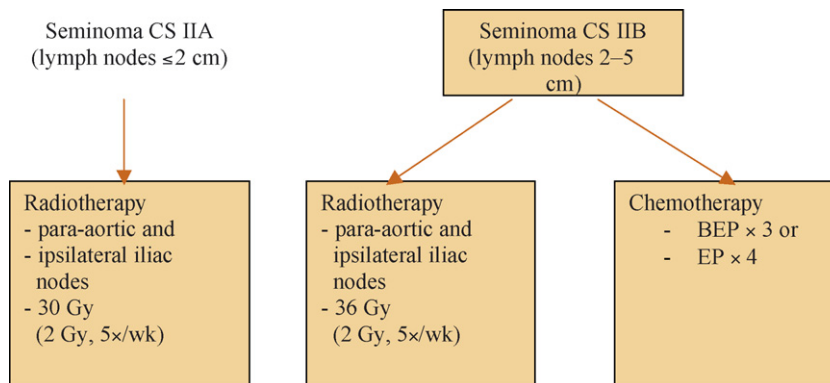 Seminoma CS IIA
(lymph nodes ≤2 cm)
Seminoma CS IIB
(lymph nodes 2–5
cm)
Radiotherapy
- para-aortic and
- ipsilateral iliac
nodes
- 30 Gy
(2 Gy, 5×/wk)
Radiotherapy
- para-aortic and
ipsilateral iliac
nodes
- 36 Gy
(2 Gy, 5×/wk)
Chemotherapy
- BEP × 3 or
- EP × 4